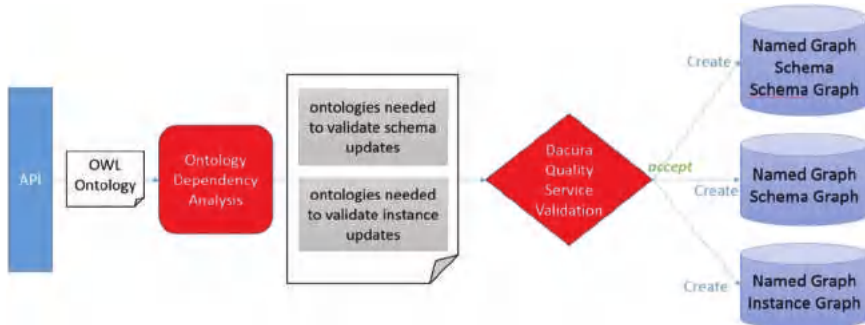 API
OWL
Ontology
Ontology
Dependency
Analysis
ontologies needed
to validate schema
updates
ontologies needed
to validate instance
updates
Dacura
Quality
Service
Validation
accept
Create
Named Graph
Schema
Schema Graph
Create
Named Graph
Schema Graph
Create
Named Graph
Instance Graph